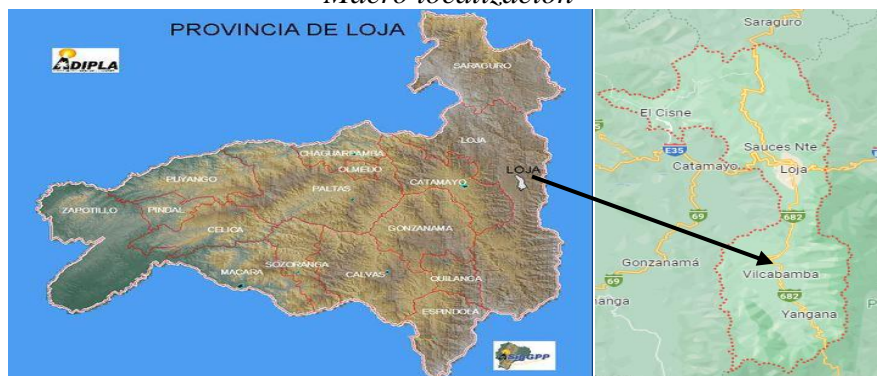 Macro localización
PROVINCIA DE LOJA
ADIPLA
SARAGURO
LOJA
LOJA
CHAGUARPAMBA
OLMEDO
CATAMAYO
PUYANGO
PALTAS
ZAPOTILLO
PINDAL
CELICA
GONZANAMA
MACARA
SOZORANGA
CALVAS
QUILANGA
ESPINDOLA
Saraguro
El Cisne
E35
Sauces Nte
Catamayo
Loja
69
682
Gonzanamá
Vilcabamba
69
682
Yangana